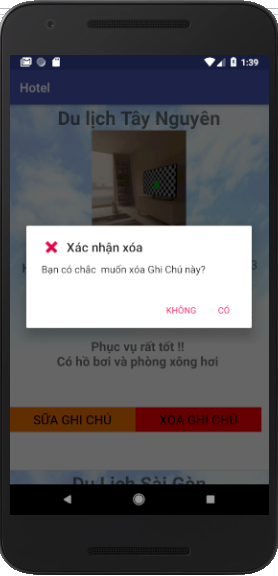 1:39
Hotel
Du lịch Tây Nguyên
Xác nhận xóa
Bạn có chắc muốn xóa Ghi Chú này?
KHÔNG CÓ
Phục vụ rất tốt !!
Có hồ bơi và phòng xông hơi
SỬA GHI CHÚ XÓA GHI CHÚ
Du Lịch Sài Gòn